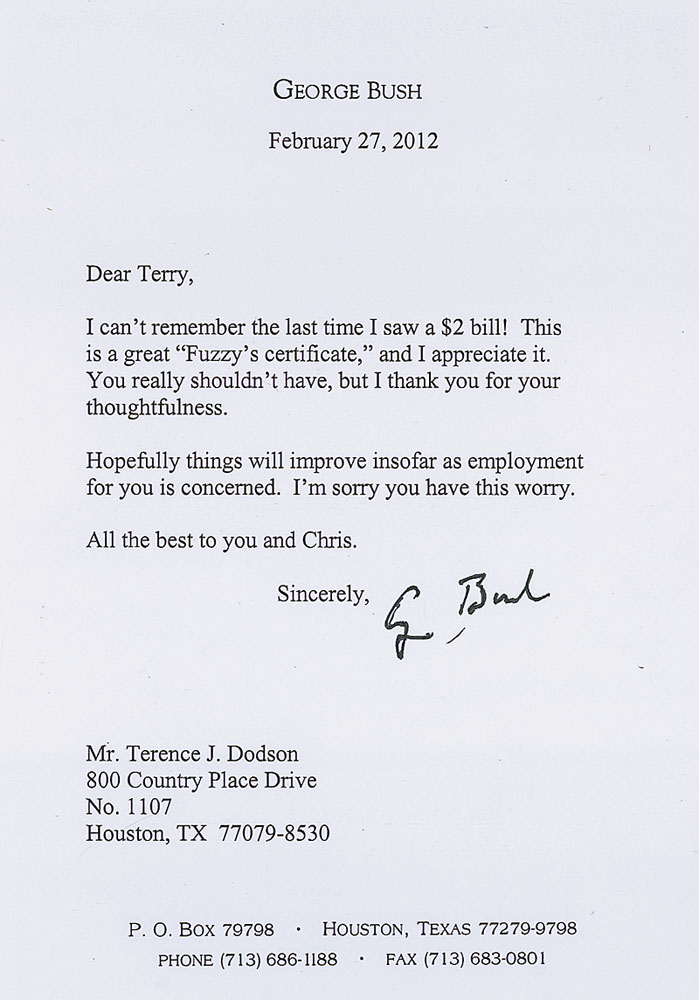 GEORGE BUSH
February 27, 2012
Dear Terry,
I can't remember the last time I saw a $2 bill!  This
is a great “Fuzzy's certificate,” and I appreciate it.
You really shouldn't have, but I thank you for your
thoughtfulness.
Hopefully things will improve insofar as employment
for you is concerned.  I'm sorry you have this worry.
All the best to you and Chris.
Sincerely,
G Bush
Mr. Terence J. Dodson
800 Country Place Drive
No. 1107
Houston, TX  77079-8530
P. O. BOX 79798 · HOUSTON, TEXAS 77279-9798
PHONE (713) 686-1188 · FAX (713) 683-0801